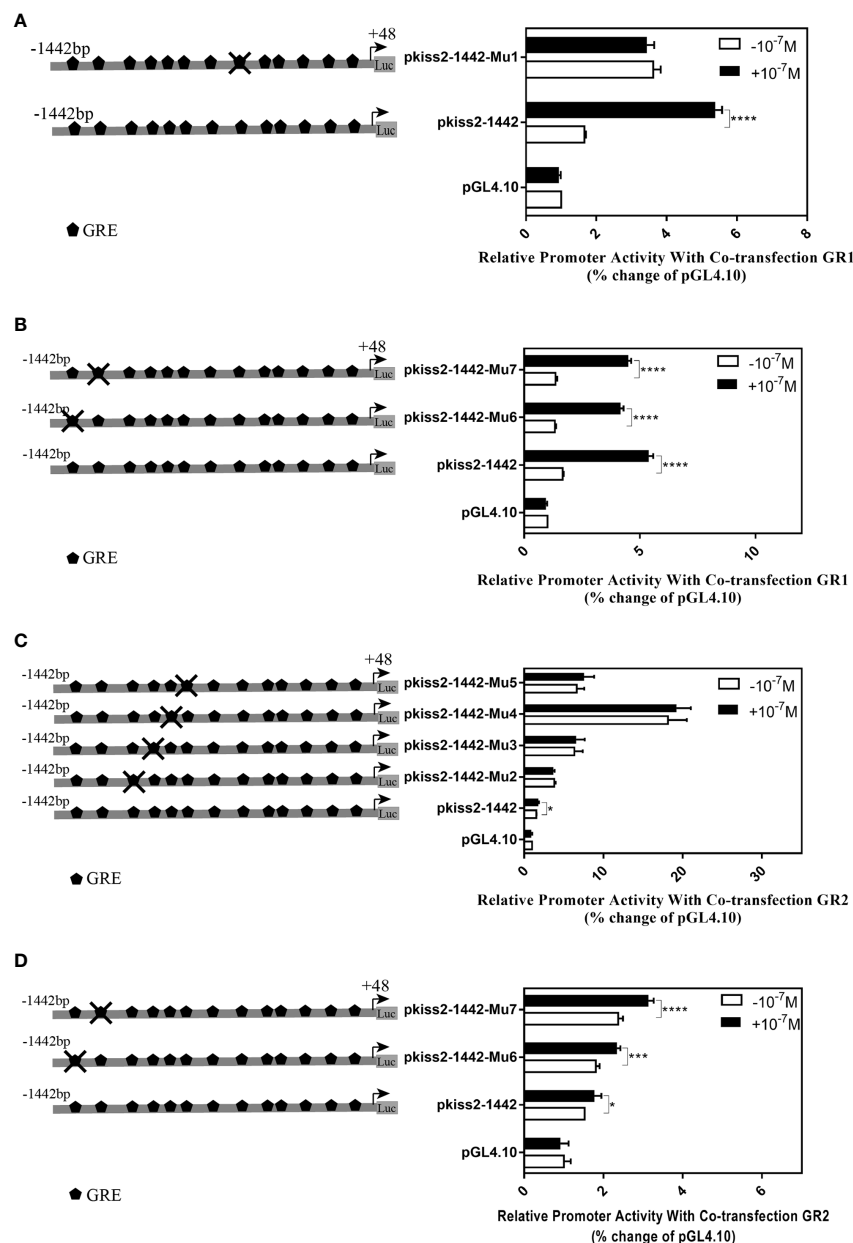 A
-1442bp
+48
Luc
-1442bp
Luc
GRE
pkiss2-1442-Mu1
pkiss2-1442
pGL4.10
-10⁻⁷M
+10⁻⁷M
****
0 2 4 6 8
Relative Promoter Activity With Co-transfection GR1
(% change of pGL4.10)
B
+48
-1442bp
Luc
-1442bp
Luc
-1442bp
Luc
GRE
pkiss2-1442-Mu7
pkiss2-1442-Mu6
pkiss2-1442
pGL4.10
-10⁻⁷M
+10⁻⁷M
****
****
****
0 5 10
Relative Promoter Activity With Co-transfection GR1
(% change of pGL4.10)
C
+48
-1442bp
Luc
-1442bp
Luc
-1442bp
Luc
-1442bp
Luc
-1442bp
Luc
GRE
pkiss2-1442-Mu5
pkiss2-1442-Mu4
pkiss2-1442-Mu3
pkiss2-1442-Mu2
pkiss2-1442
pGL4.10
-10⁻⁷M
+10⁻⁷M
*
0 10 20 30
Relative Promoter Activity With Co-transfection GR2
(% change of pGL4.10)
D
+48
-1442bp
Luc
-1442bp
Luc
-1442bp
Luc
GRE
pkiss2-1442-Mu7
pkiss2-1442-Mu6
pkiss2-1442
pGL4.10
-10⁻⁷M
+10⁻⁷M
****
***
*
0 2 4 6
Relative Promoter Activity With Co-transfection GR2
(% change of pGL4.10)